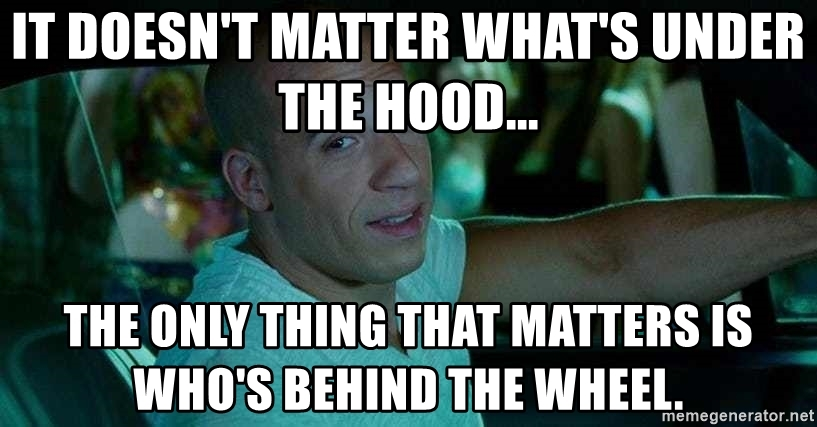 IT DOESN'T MATTER WHAT'S UNDER
THE HOOD...
THE ONLY THING THAT MATTERS IS
WHO'S BEHIND THE WHEEL.
memegenerator.net